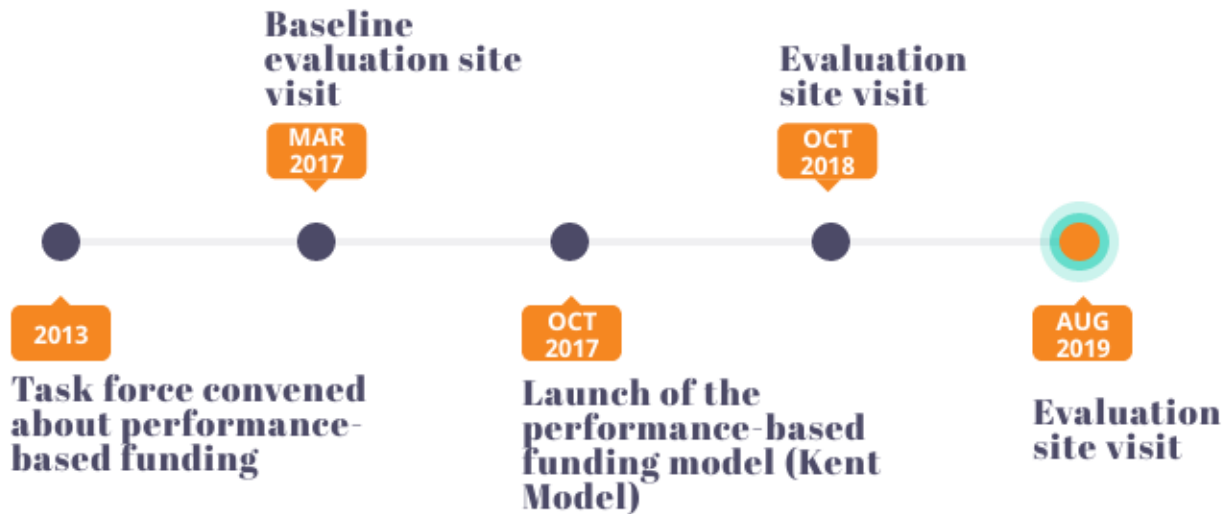 Baseline
evaluation site
visit
MAR
2017
Evaluation
site visit
OCT
2018
2013
Task force convened
about performance-
based funding
OCT
2017
Launch of the
performance-based
funding model (Kent
Model)
AUG
2019
Evaluation
site visit